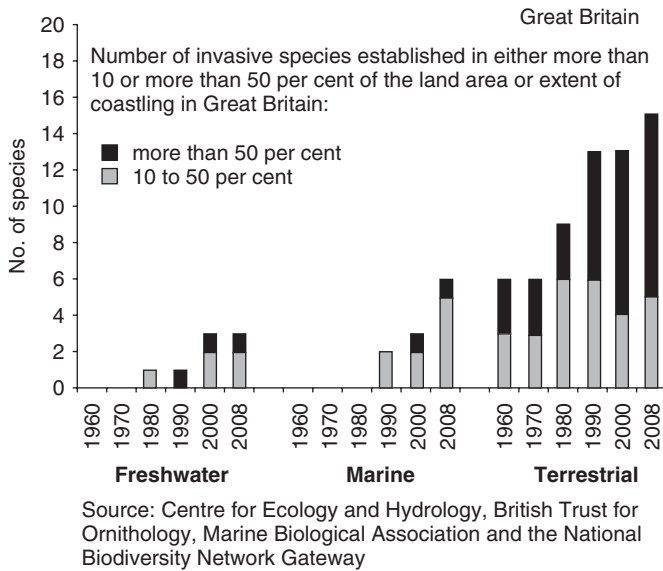 Great Britain
Number of invasive species established in either more than
10 or more than 50 per cent of the land area or extent of
coastling in Great Britain:
more than 50 per cent
10 to 50 per cent
No. of species
20
18
16
14
12
10
8
6
4
2
0
1960 1970 1980 1990 2000 2008 1960 1970 1980 1990 2000 2008 1960 1970 1980 1990 2000 2008
Freshwater Marine Terrestrial
Source: Centre for Ecology and Hydrology, British Trust for
Ornithology, Marine Biological Association and the National
Biodiversity Network Gateway